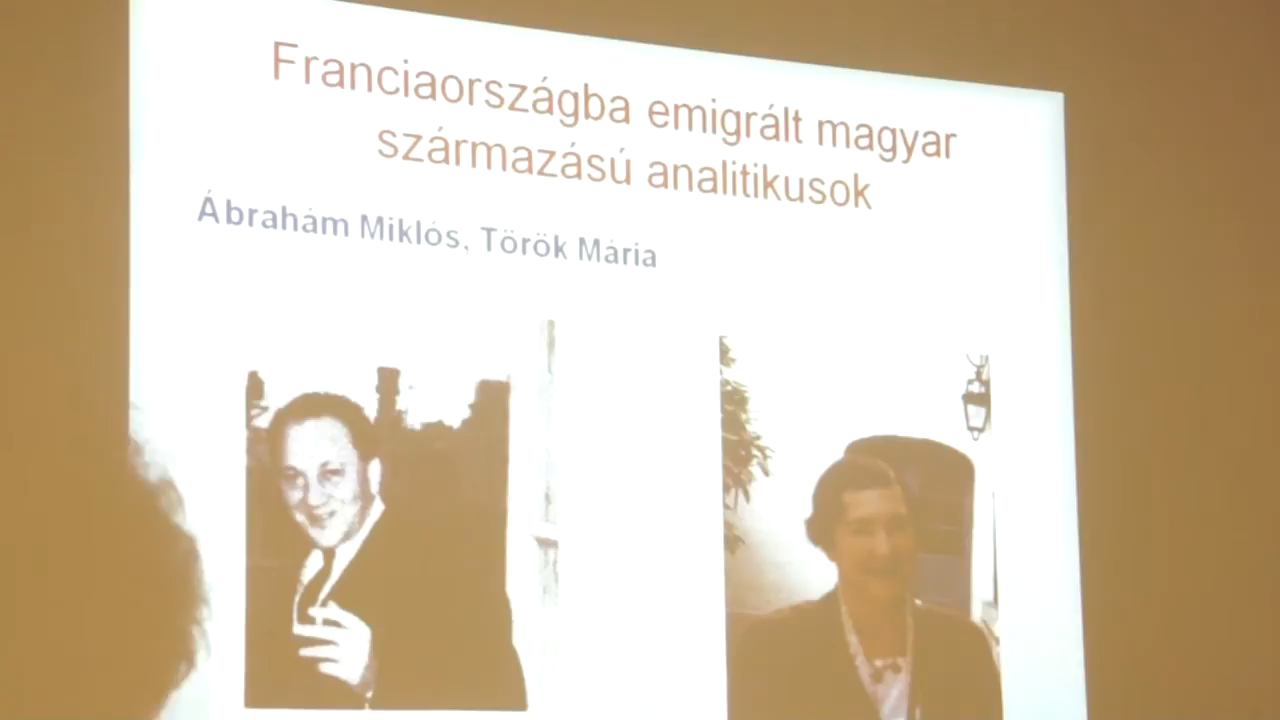 Franciaországba emigrált magyar
származású analitikusok
Ábrahám Miklós, Török Mária